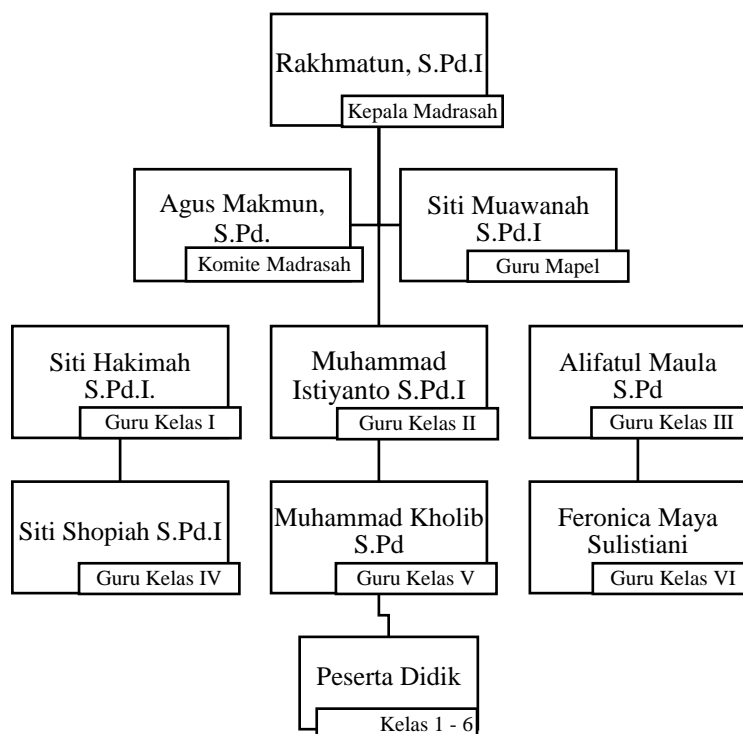 Rakhmatun, S.Pd.I
Kepala Madrasah
Agus Makmun,
S.Pd.
Komite Madrasah
Siti Muawanah
S.Pd.I
Guru Mapel
Siti Hakimah
S.Pd.I.
Guru Kelas I
Muhammad
Istiyanto S.Pd.I
Guru Kelas II
Alifatul Maula
S.Pd
Guru Kelas III
Siti Shopiah S.Pd.I
Guru Kelas IV
Muhammad Kholib
S.Pd
Guru Kelas V
Feronica Maya
Sulistiani
Guru Kelas VI
Peserta Didik
Kelas 1 - 6